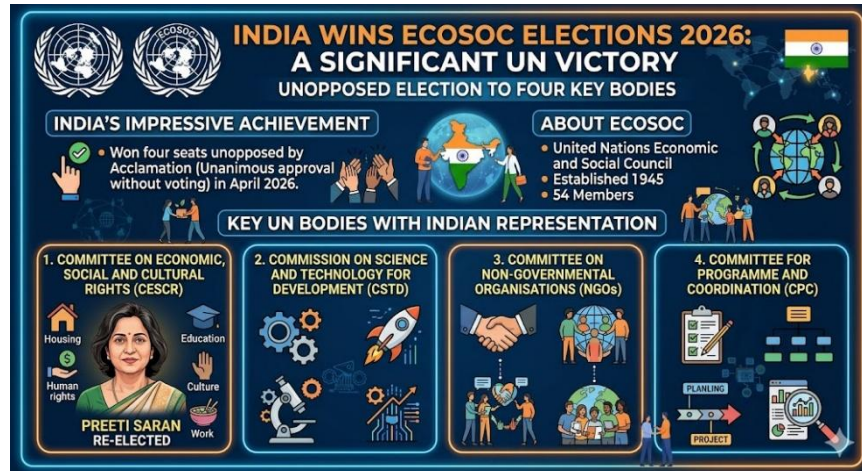 ECOSOC
INDIA WINS ECOSOC ELECTIONS 2026:
A SIGNIFICANT UN VICTORY
UNOPPOSED ELECTION TO FOUR KEY BODIES
INDIA'S IMPRESSIVE ACHIEVEMENT
• Won four seats unopposed by
Acclamation (Unanimous approval
without voting) in April 2026.
ABOUT ECOSOC
• United Nations Economic
and Social Council
• Established 1945
• 54 Members
KEY UN BODIES WITH INDIAN REPRESENTATION
1. COMMITTEE ON ECONOMIC,
SOCIAL AND CULTURAL
RIGHTS (CESCR)
Housing
Education
Human
rights
Culture
Work
PREETI SARAN
RE-ELECTED
2. COMMISSION ON SCIENCE
AND TECHNOLOGY FOR
DEVELOPMENT (CSTD)
3. COMMITTEE ON
NON-GOVERNMENTAL
ORGANISATIONS (NGOs)
4. COMMITTEE FOR
PROGRAMME AND
COORDINATION (CPC)
PLANLING
PROJECT